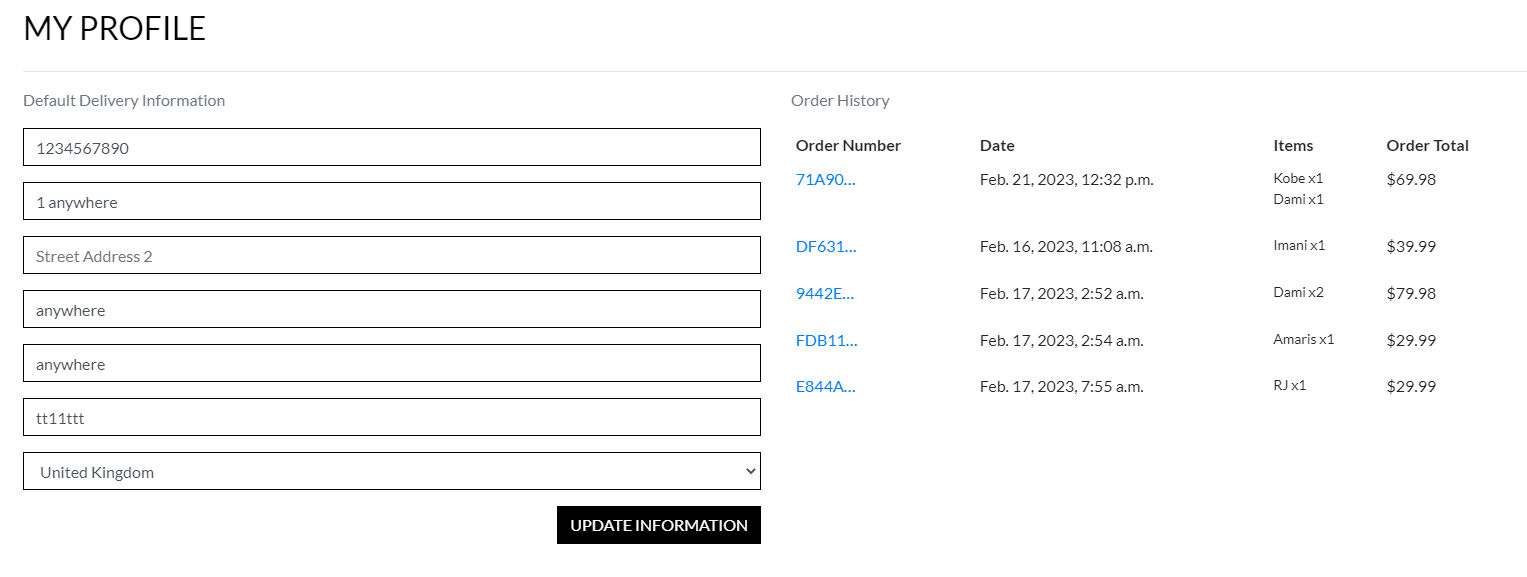 MY PROFILE
Default Delivery Information
1234567890
1 anywhere
Street Address 2
anywhere
anywhere
tt11ttt
United Kingdom
UPDATE INFORMATION
Order History
Order Number Date Items Order Total
71A90... Feb. 21, 2023, 12:32 p.m. Kobe x1 $69.98
Dami x1
DF631... Feb. 16, 2023, 11:08 a.m. Imani x1 $39.99
9442E... Feb. 17, 2023, 2:52 a.m. Dami x2 $79.98
FDB11... Feb. 17, 2023, 2:54 a.m. Amaris x1 $29.99
E844A... Feb. 17, 2023, 7:55 a.m. RJ x1 $29.99